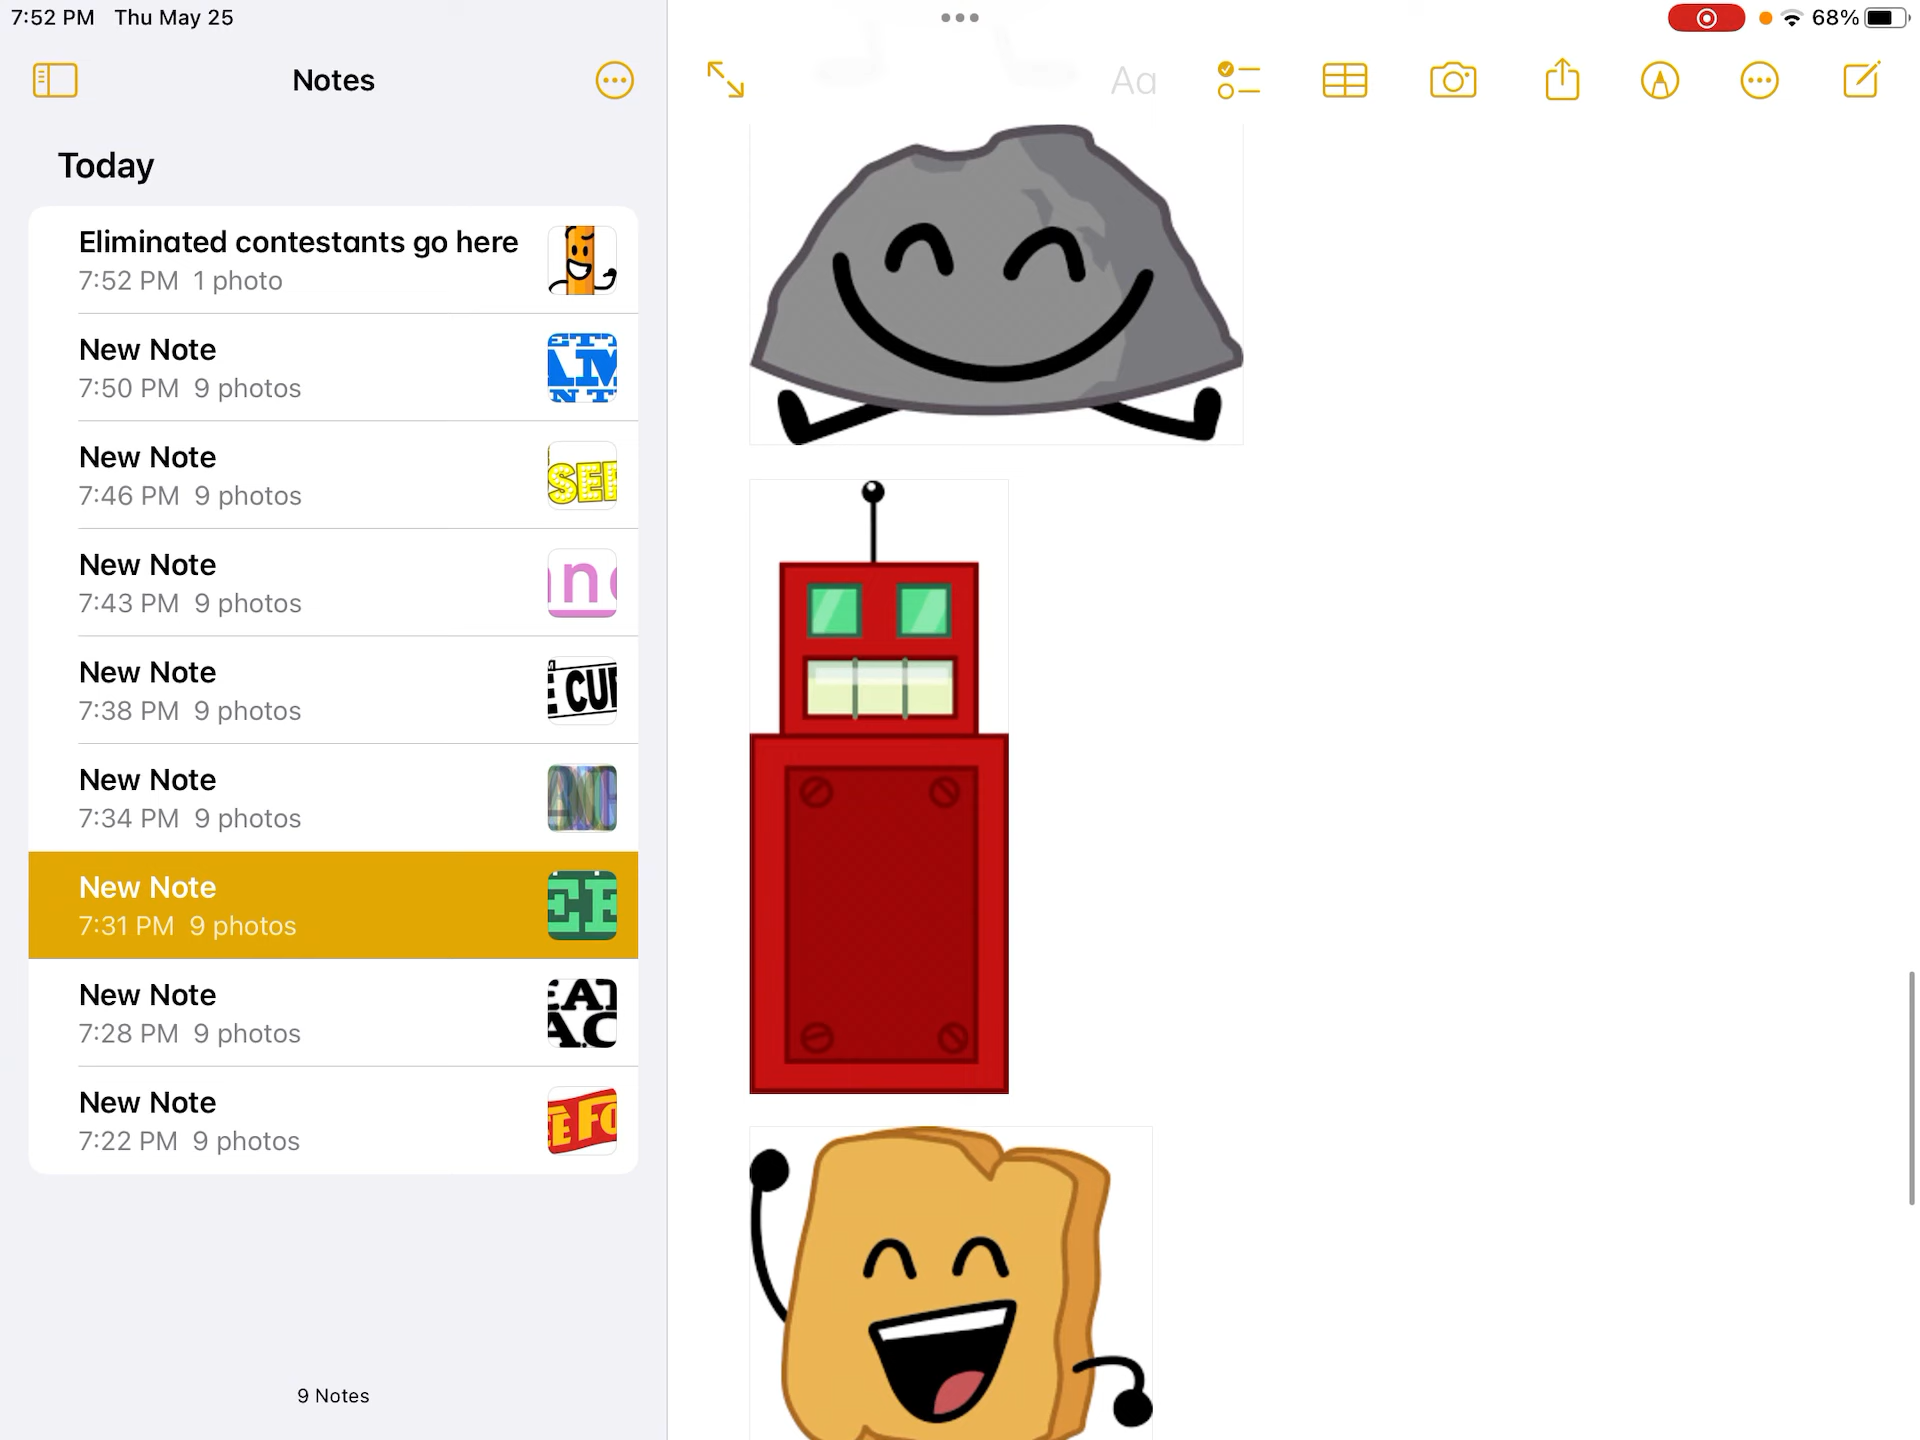 7:52 PM Thu May 25
68%
Notes
Aa
Today
Eliminated contestants go here
7:52 PM 1 photo
New Note
7:50 PM 9 photos
New Note
7:46 PM 9 photos
New Note
7:43 PM 9 photos
New Note
7:38 PM 9 photos
New Note
7:34 PM 9 photos
New Note
7:31 PM 9 photos
New Note
7:28 PM 9 photos
New Note
7:22 PM 9 photos
9 Notes